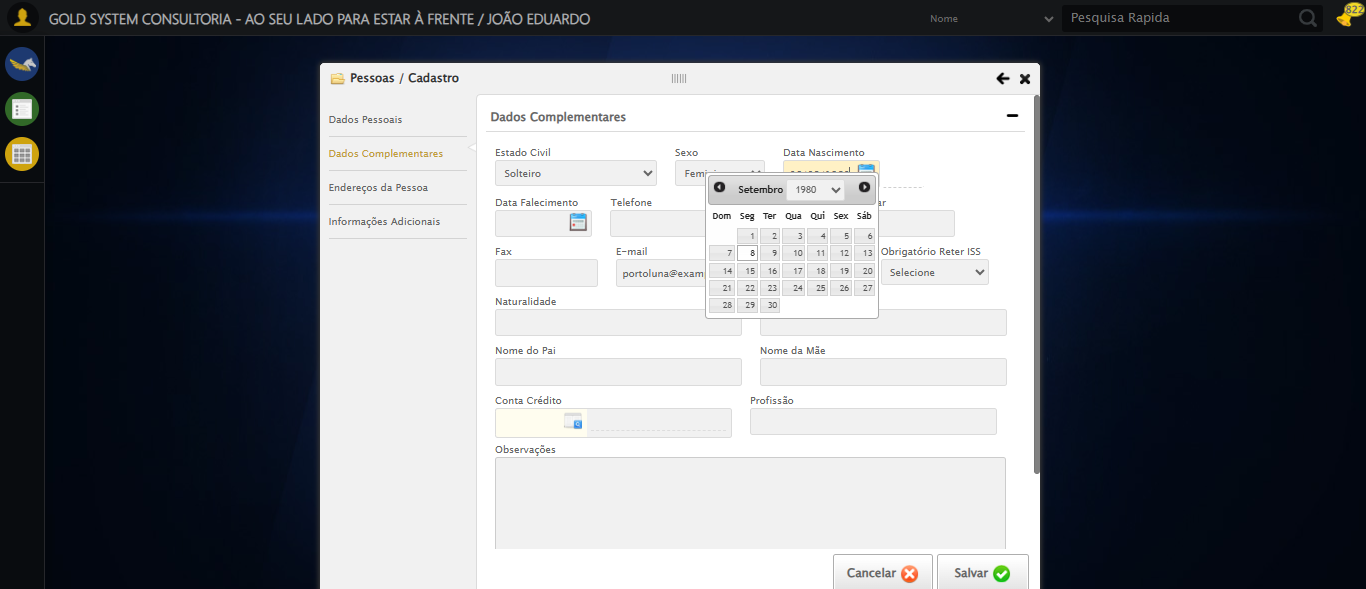 GOLD SYSTEM CONSULTORIA - AO SEU LADO PARA ESTAR À FRENTE / JOÃO EDUARDO
Nome
Pesquisa Rapida
822
Pessoas / Cadastro
Dados Pessoais
Dados Complementares
Endereços da Pessoa
Informações Adicionais
Dados Complementares
Estado Civil
Sexo
Data Nascimento
Solteiro
Setembro 1980
Data Falecimento
Telefone
Dom Seg Ter Qua Qui Sex Sáb
1 2 3 4 5 6
7 8 9 10 11 12 13
14 15 16 17 18 19 20
21 22 23 24 25 26 27
28 29 30
Fax
E-mail
Obrigatório Reter ISS
portoluna@exam
Selecione
Naturalidade
Nome do Pai
Nome da Mãe
Conta Crédito
Profissão
Observações
Cancelar
Salvar